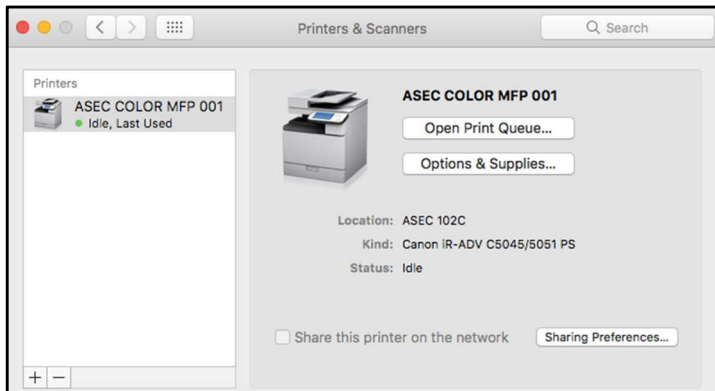 Printers & Scanners
Search
Printers
ASEC COLOR MFP 001
Idle, Last Used
ASEC COLOR MFP 001
Open Print Queue...
Options & Supplies...
Location: ASEC 102C
Kind: Canon iR-ADV C5045/5051 PS
Status: Idle
Share this printer on the network
Sharing Preferences...
+ −